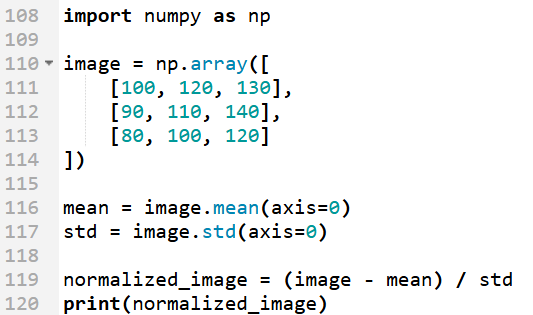 108 import numpy as np
109
110 image = np.array([
111     [100, 120, 130],
112     [90, 110, 140],
113     [80, 100, 120]
114 ])
115
116 mean = image.mean(axis=0)
117 std = image.std(axis=0)
118
119 normalized_image = (image - mean) / std
120 print(normalized_image)